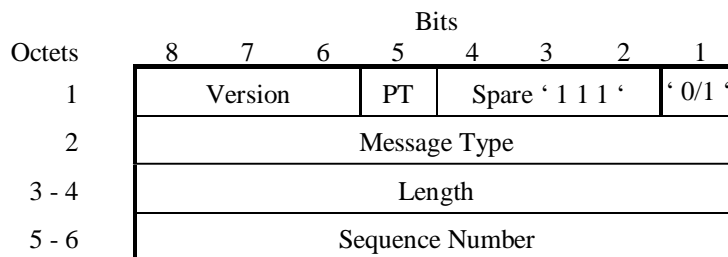 Bits
Octets 8 7 6 5 4 3 2 1
1 Version PT Spare ‘ 1 1 1 ‘ ‘ 0/1 ‘
2 Message Type
3 - 4 Length
5 - 6 Sequence Number